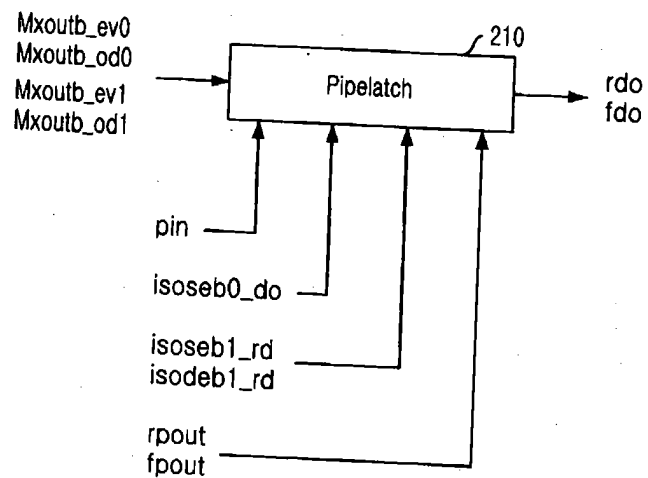 Mxoutb_ev0
Mxoutb_od0
Mxoutb_ev1
Mxoutb_od1
210
Pipelatch
rdo
fdo
pin
isoseb0_do
isoseb1_rd
isodeb1_rd
rpout
fpout